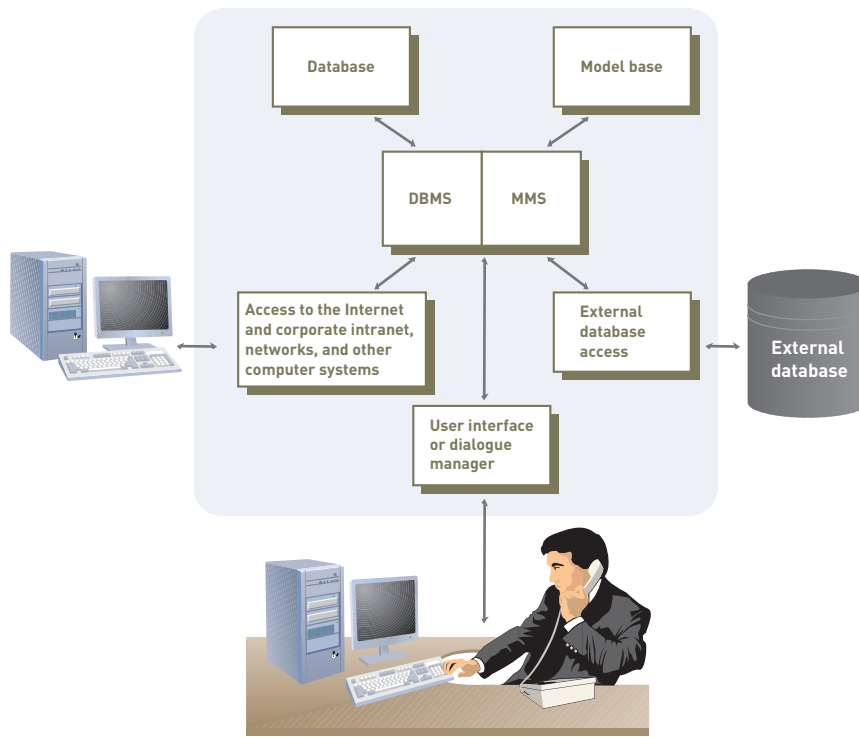 Database
Model base
DBMS
MMS
Access to the Internet
and corporate intranet,
networks, and other
computer systems
External
database
access
External
database
User interface
or dialogue
manager